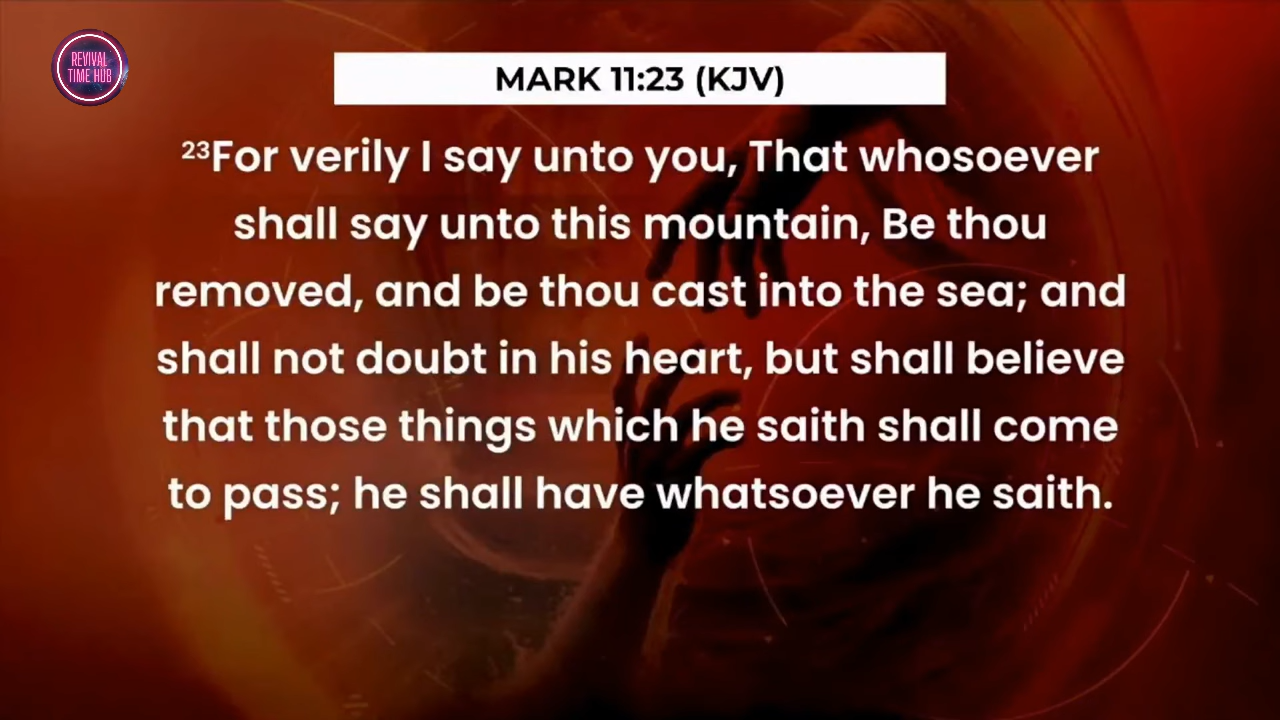 REVIVAL
TIME HUB
MARK 11:23 (KJV)
²³For verily I say unto you, That whosoever
shall say unto this mountain, Be thou
removed, and be thou cast into the sea; and
shall not doubt in his heart, but shall believe
that those things which he saith shall come
to pass; he shall have whatsoever he saith.